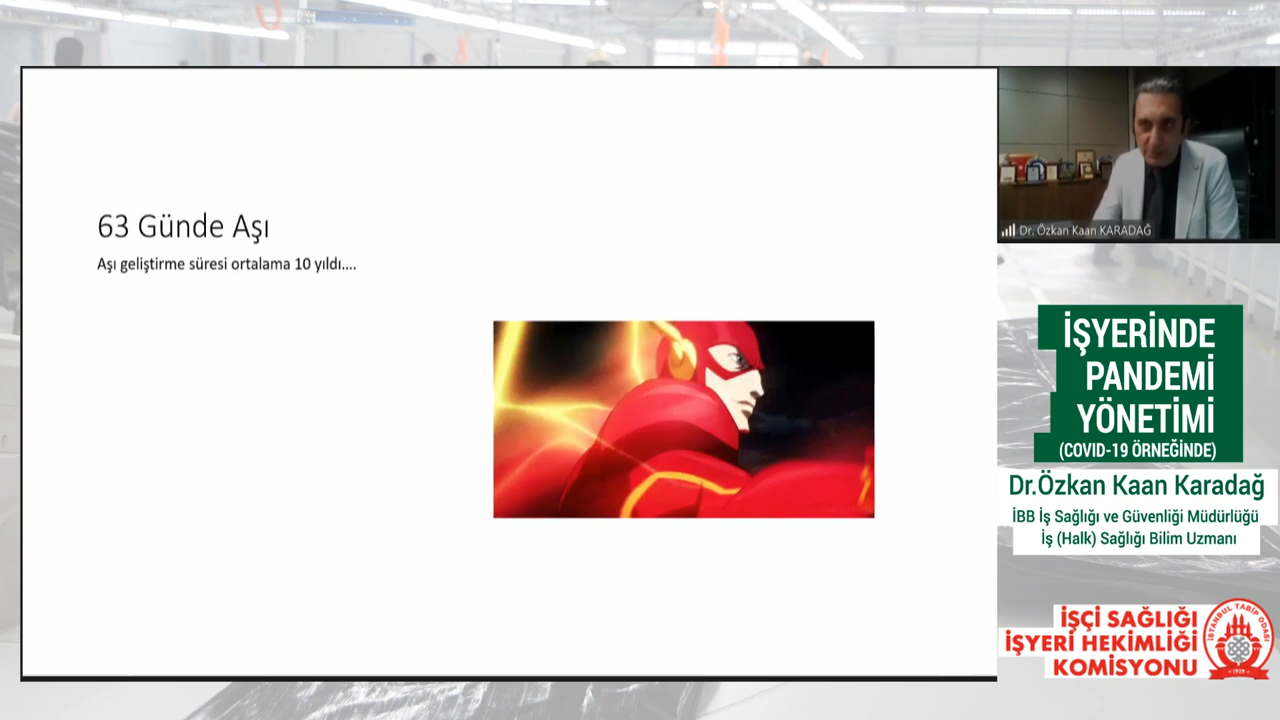 63 Günde Aşı
Aşı geliştirme süresi ortalama 10 yıldı....
Dr. Özkan Kaan KARADAĞ
İŞYERİNDE
PANDEMİ
YÖNETİMİ
(COVID-19 ÖRNEĞİNDE)
Dr.Özkan Kaan Karadağ
İBB İş Sağlığı ve Güvenliği Müdürlüğü
İş (Halk) Sağlığı Bilim Uzmanı
İŞÇİ SAĞLIĞI
İŞYERİ HEKİMLİĞİ
KOMİSYONU
İSTANBUL TABİP ODASI
1929